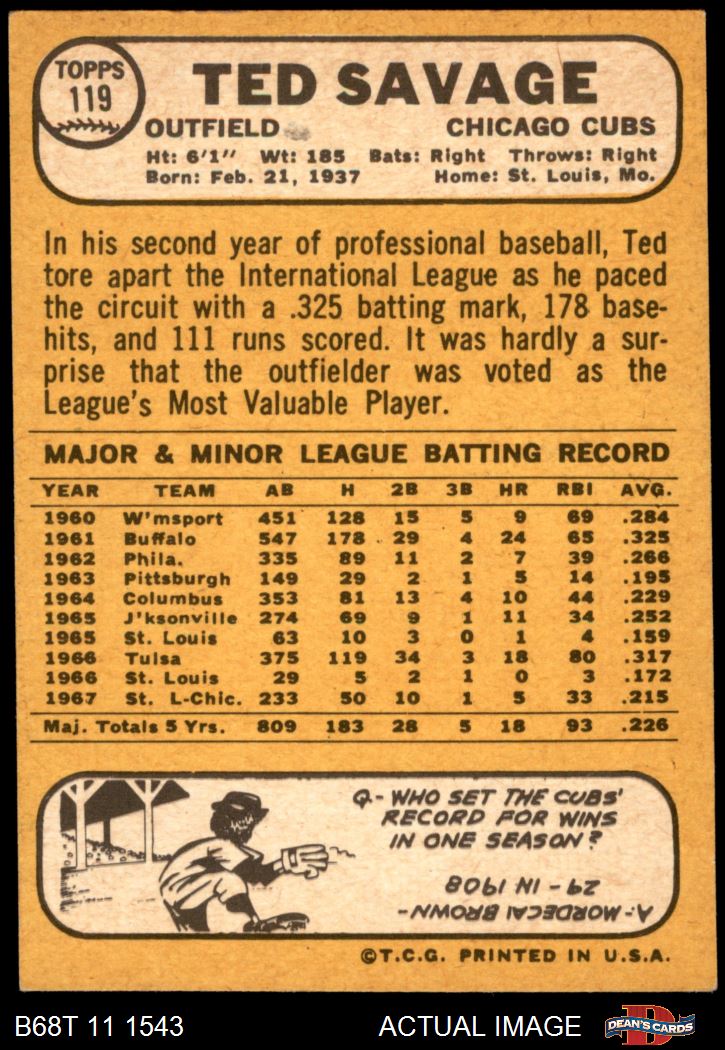 TOPPS
119
TED SAVAGE
OUTFIELD CHICAGO CUBS
Ht: 6'1" Wt: 185 Bats: Right Throws: Right
Born: Feb. 21, 1937 Home: St. Louis, Mo.
In his second year of professional baseball, Ted
tore apart the International League as he paced
the circuit with a .325 batting mark, 178 base-
hits, and 111 runs scored. It was hardly a sur-
prise that the outfielder was voted as the
League's Most Valuable Player.
MAJOR & MINOR LEAGUE BATTING RECORD
YEAR TEAM AB H 2B 3B HR RBI AVG.
1960 W'msport 451 128 15 5 9 69 .284
1961 Buffalo 547 178 29 4 24 65 .325
1962 Phila. 335 89 11 2 7 39 .266
1963 Pittsburgh 149 29 2 1 5 14 .195
1964 Columbus 353 81 13 4 10 44 .229
1965 J'ksonville 274 69 9 1 11 34 .252
1965 St. Louis 63 10 3 0 1 4 .159
1966 Tulsa 375 119 34 3 18 80 .317
1966 St. Louis 29 5 2 1 0 3 .172
1967 St. L-Chic. 233 50 10 1 5 33 .215
Maj. Totals 5 Yrs. 809 183 28 5 18 93 .226
Q- WHO SET THE CUBS'
RECORD FOR WINS
IN ONE SEASON?
A: MORDECAI BROWN-
29 - IN 1908
©T.C.G. PRINTED IN U.S.A.
B68T 11 1543 ACTUAL IMAGE
D
DEAN'S CARDS